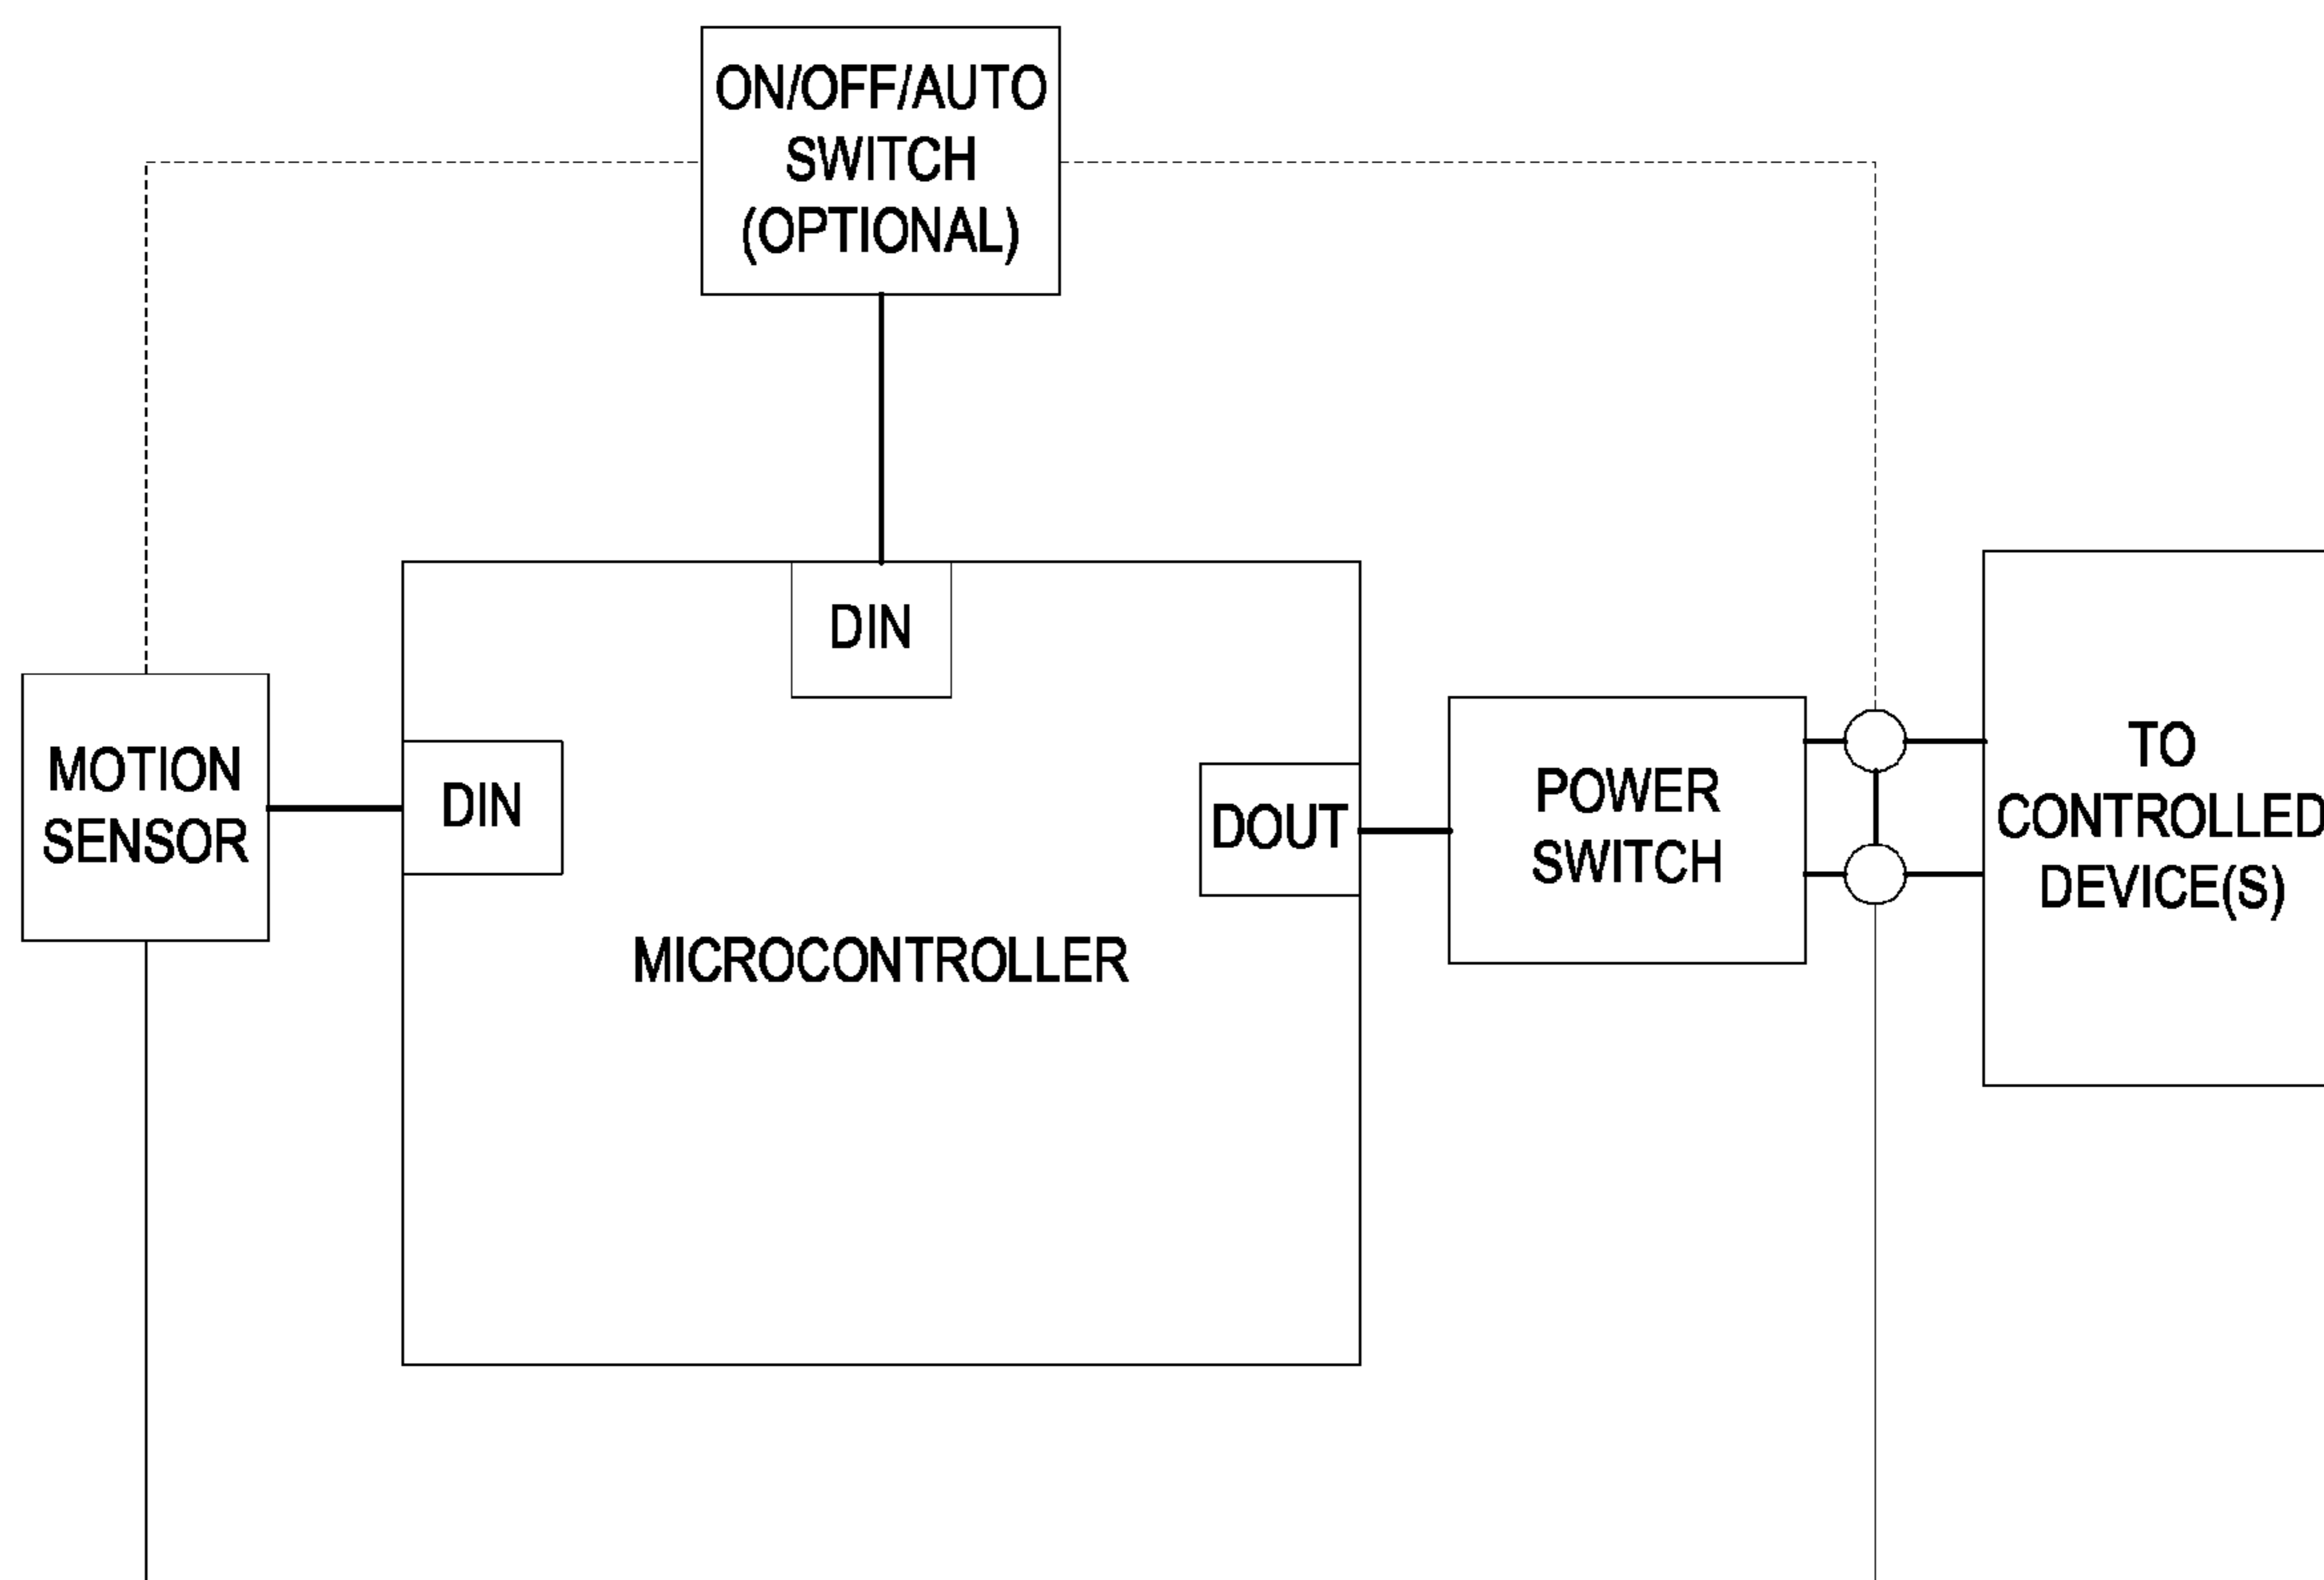 ON/OFF/AUTO
SWITCH
(OPTIONAL)
DIN
MOTION
SENSOR
DIN
DOUT
MICROCONTROLLER
POWER
SWITCH
TO
CONTROLLED
DEVICE(S)